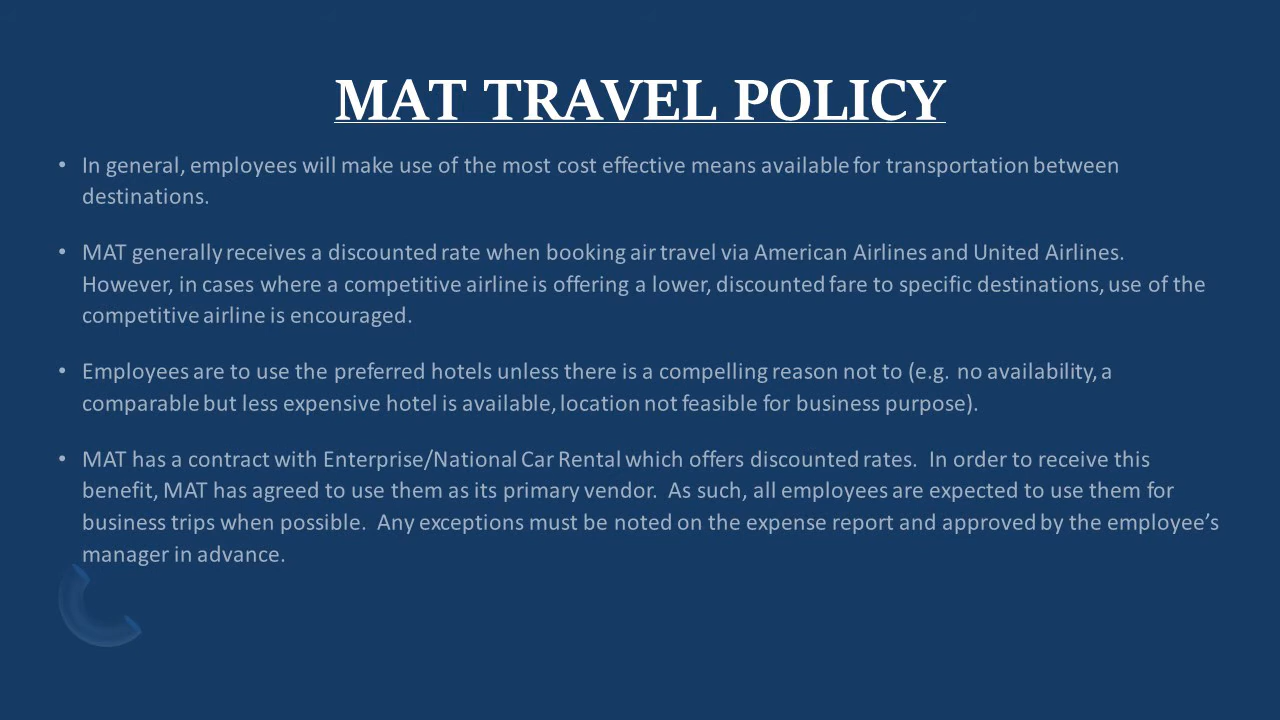 MAT TRAVEL POLICY
• In general, employees will make use of the most cost effective means available for transportation between
destinations.
• MAT generally receives a discounted rate when booking air travel via American Airlines and United Airlines.
However, in cases where a competitive airline is offering a lower, discounted fare to specific destinations, use of the
competitive airline is encouraged.
• Employees are to use the preferred hotels unless there is a compelling reason not to (e.g. no availability, a
comparable but less expensive hotel is available, location not feasible for business purpose).
• MAT has a contract with Enterprise/National Car Rental which offers discounted rates. In order to receive this
benefit, MAT has agreed to use them as its primary vendor. As such, all employees are expected to use them for
business trips when possible. Any exceptions must be noted on the expense report and approved by the employee’s
manager in advance.